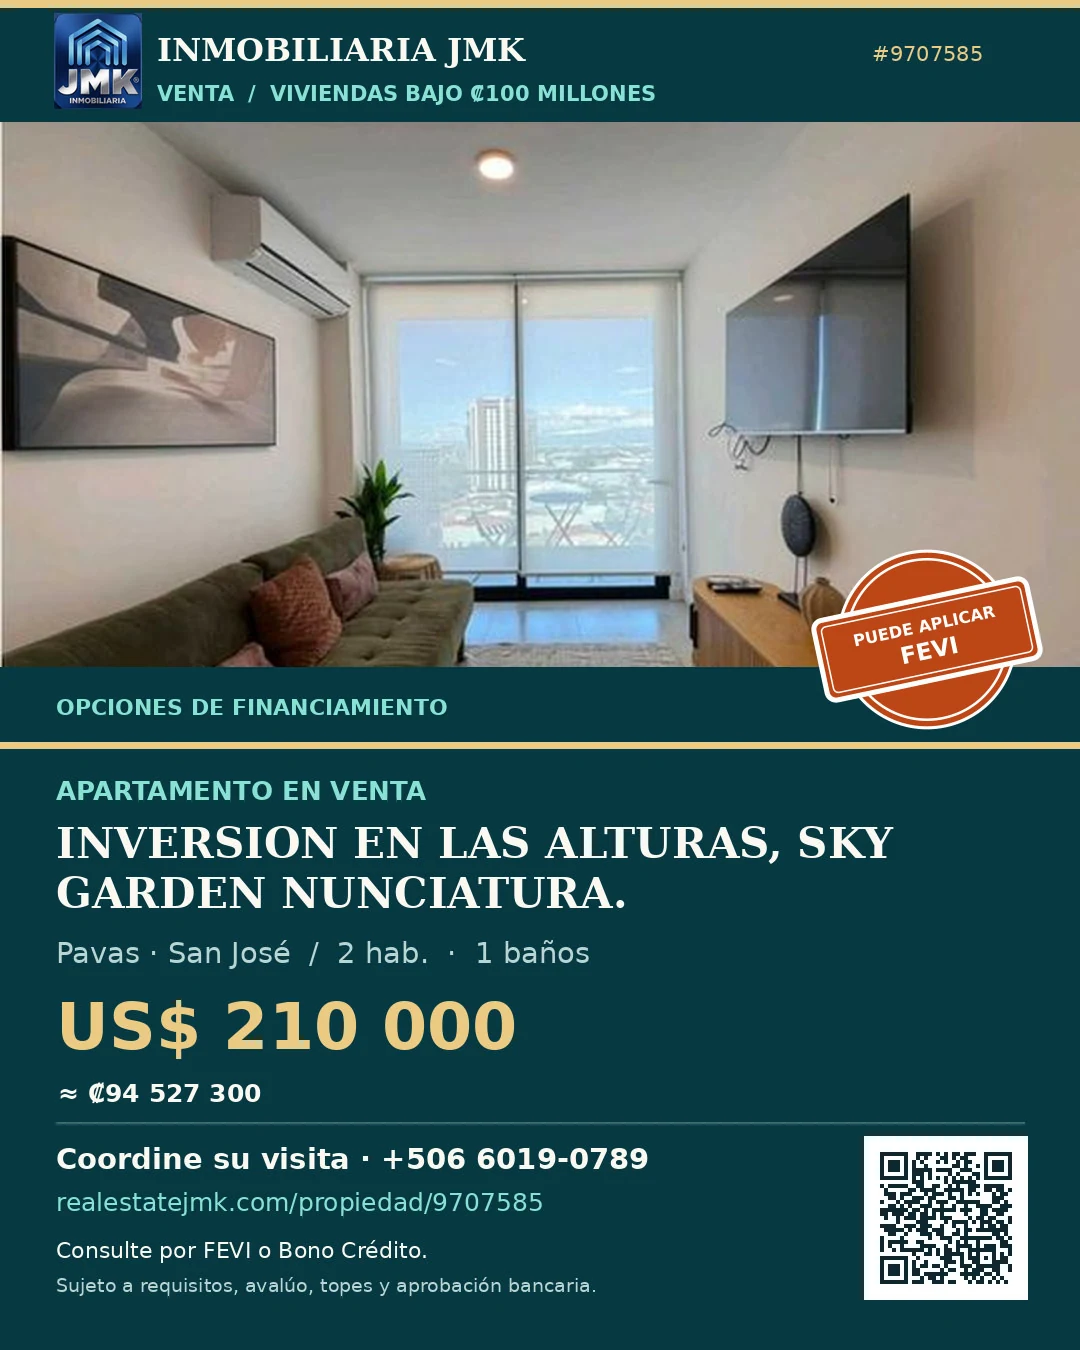 JMK
INMOBILIARIA
INMOBILIARIA JMK
#9707585
VENTA / VIVIENDAS BAJO ₡100 MILLONES
PUEDE APLICAR
FEVI
OPCIONES DE FINANCIAMIENTO
APARTAMENTO EN VENTA
INVERSION EN LAS ALTURAS, SKY
GARDEN NUNCIATURA.
Pavas · San José / 2 hab. · 1 baños
US$ 210 000
≈ ₡94 527 300
Coordine su visita · +506 6019-0789
realestatejmk.com/propiedad/9707585
Consulte por FEVI o Bono Crédito.
Sujeto a requisitos, avalúo, topes y aprobación bancaria.